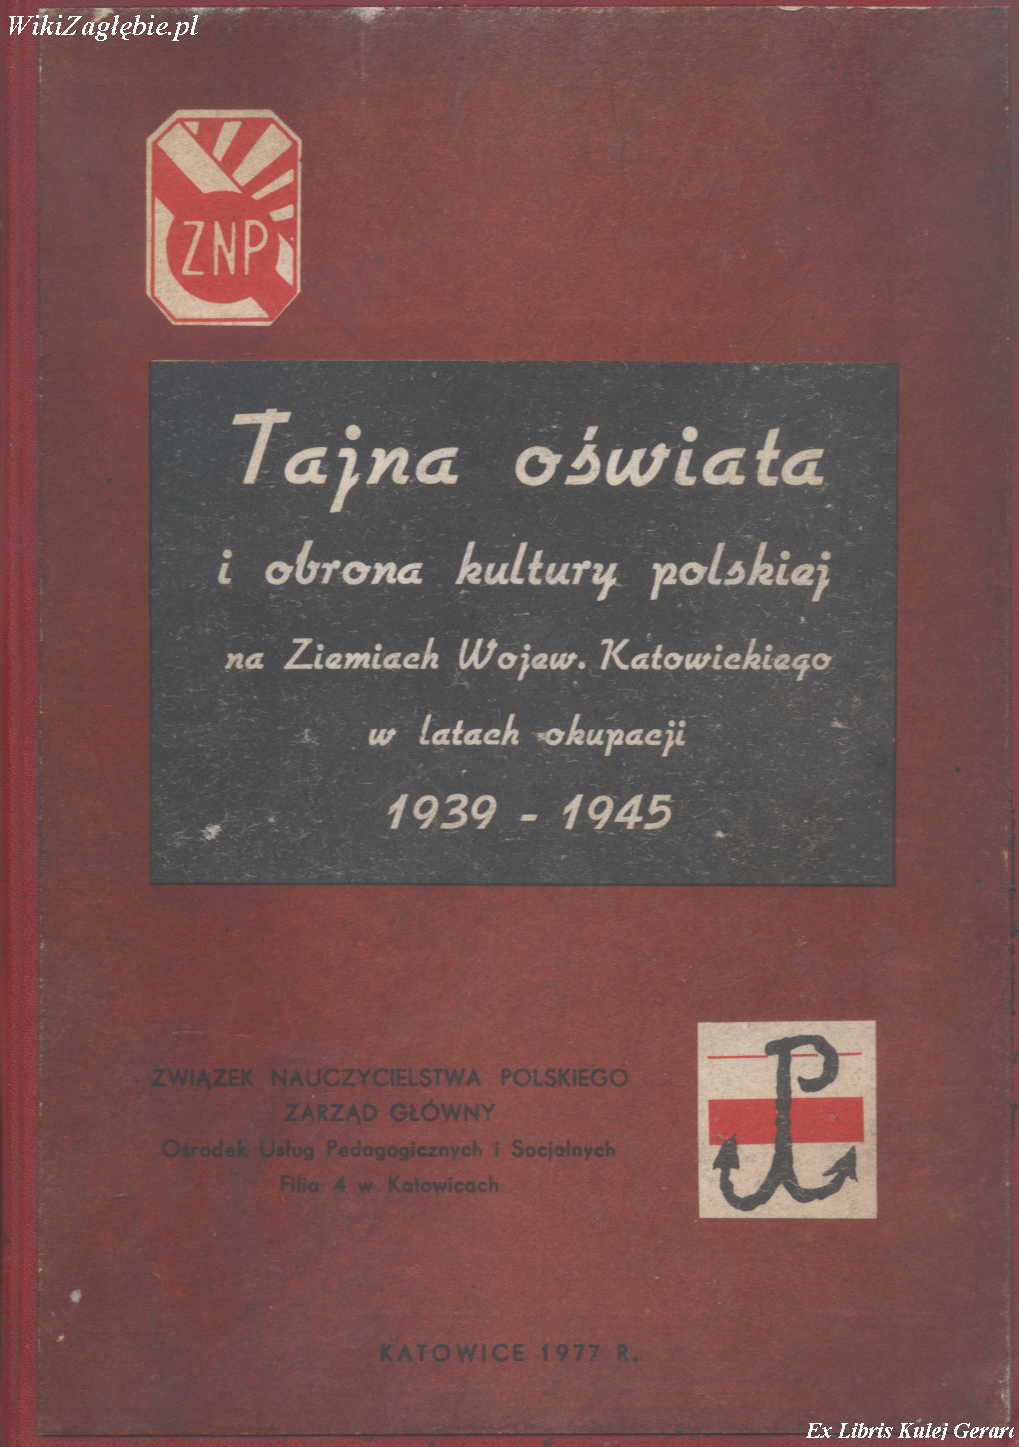 WikiZagłębie.pl
ZNP
Tajna oświata
i obrona kultury polskiej
na Ziemiach Wojew. Katowickiego
w latach okupacji
1939 - 1945
ZWIĄZEK NAUCZYCIELSTWA POLSKIEGO
ZARZĄD GŁÓWNY
Ośrodek Usług Pedagogicznych i Socjalnych
Filia 4 w Katowicach
P
KATOWICE 1977 R.
Ex Libris Kulej Gerard